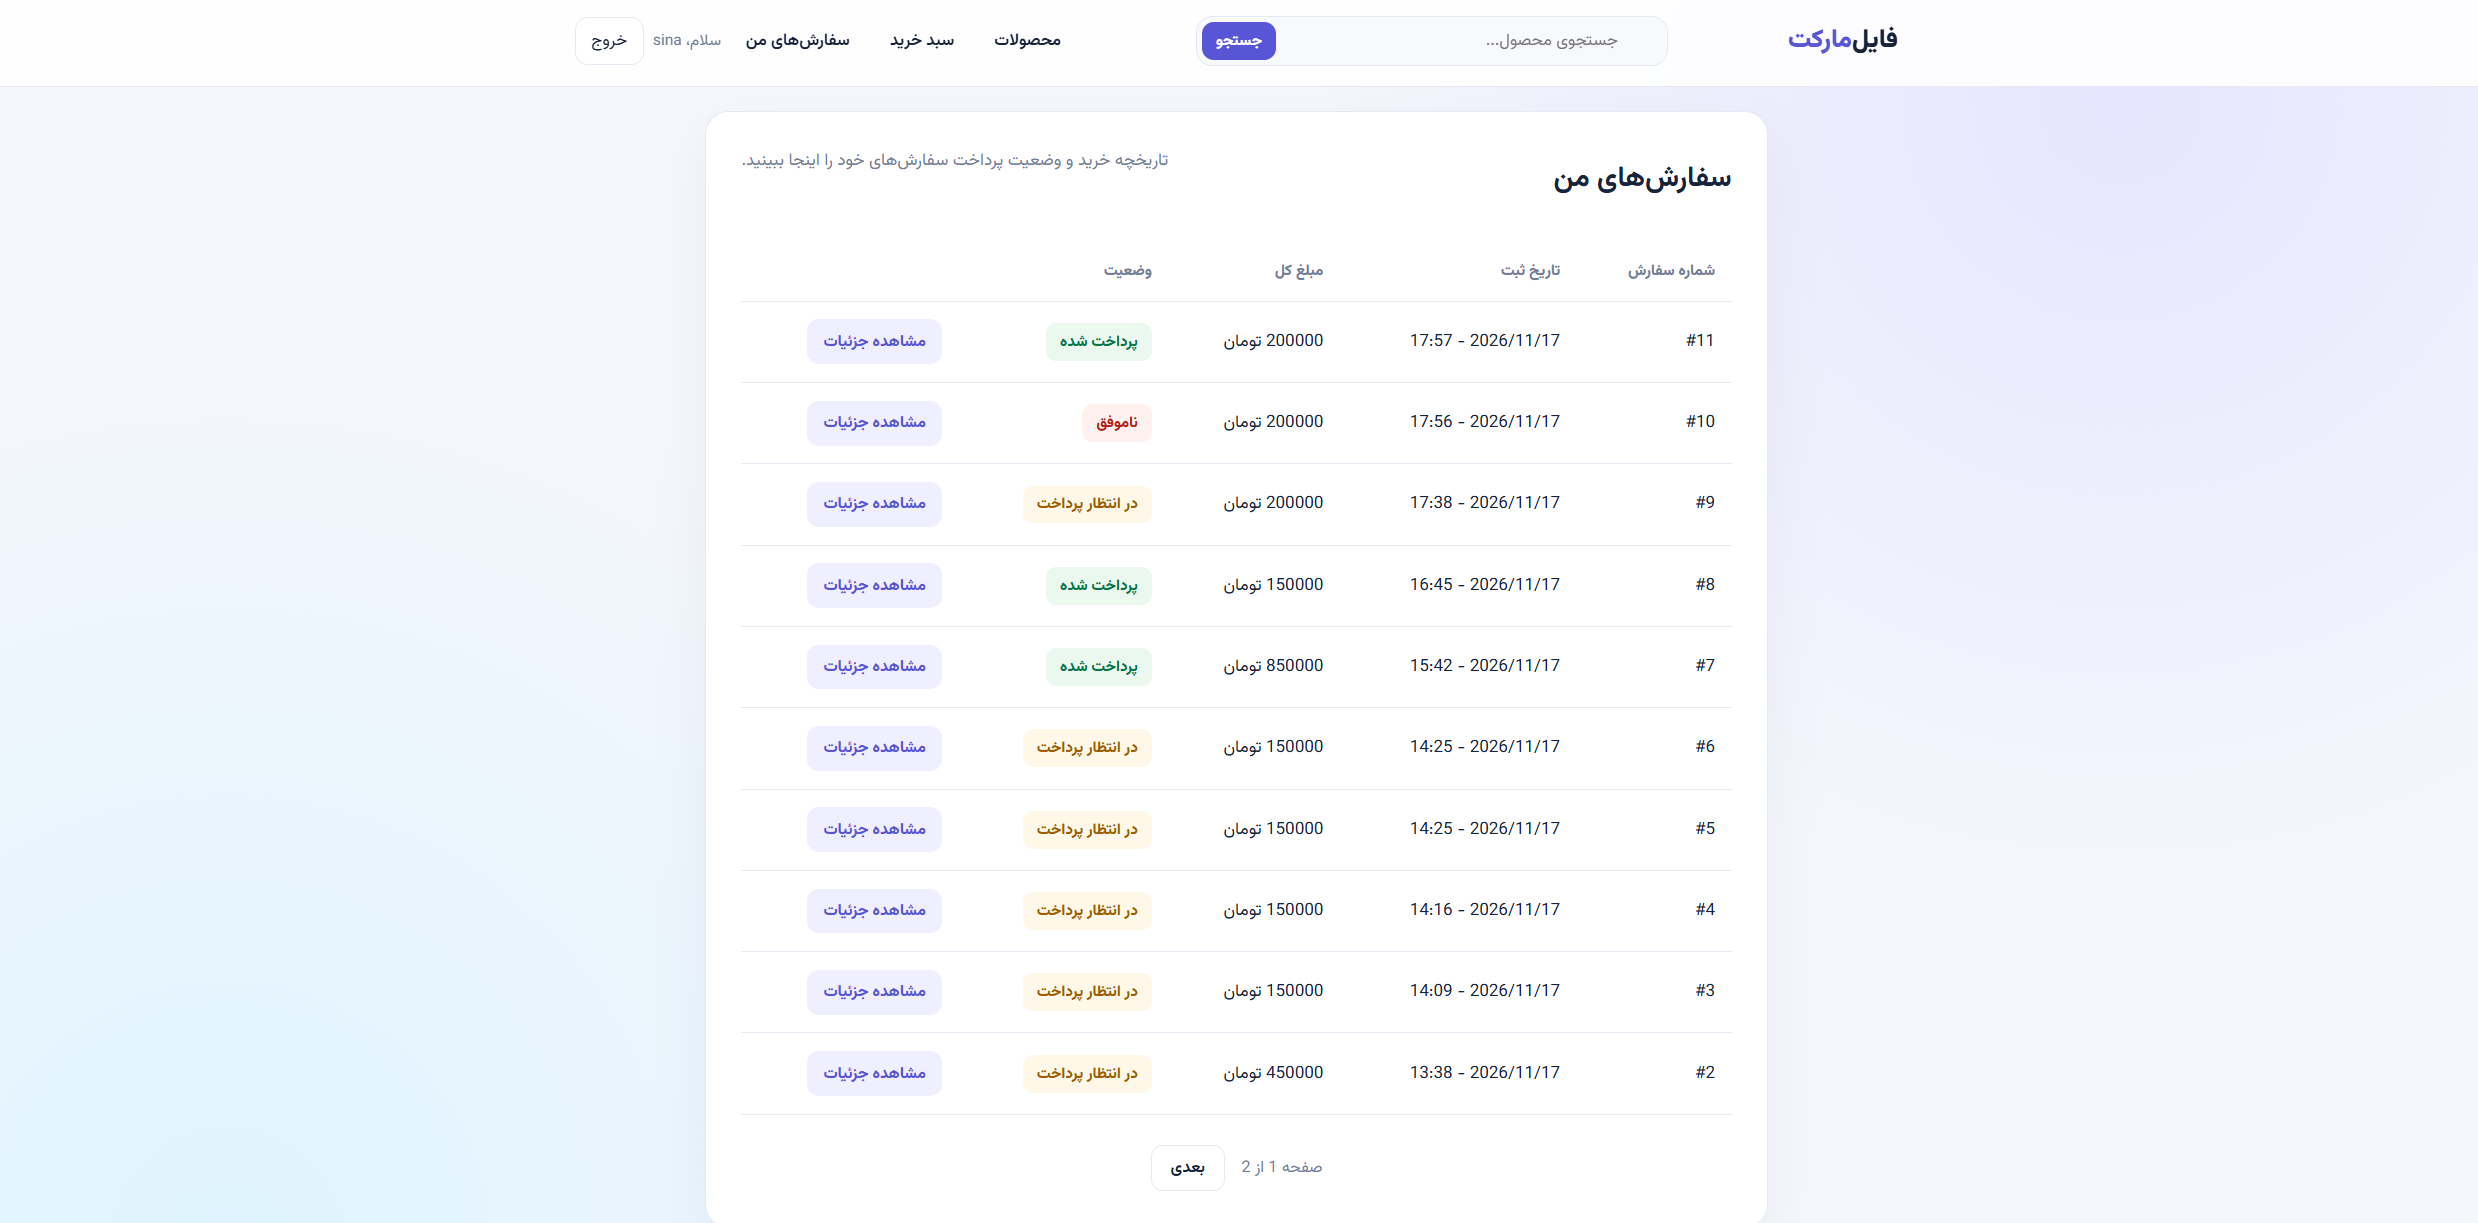 فایل‌مارکت
جستجوی محصول...
جستجو
محصولات
سبد خرید
سفارش‌های من
سلام، sina
خروج
سفارش‌های من
تاریخچه خرید و وضعیت پرداخت سفارش‌های خود را اینجا ببینید.
شماره سفارش تاریخ ثبت مبلغ کل وضعیت
#11 2026/11/17 - 17:57 200000 تومان پرداخت شده مشاهده جزئیات
#10 2026/11/17 - 17:56 200000 تومان ناموفق مشاهده جزئیات
#9 2026/11/17 - 17:38 200000 تومان در انتظار پرداخت مشاهده جزئیات
#8 2026/11/17 - 16:45 150000 تومان پرداخت شده مشاهده جزئیات
#7 2026/11/17 - 15:42 850000 تومان پرداخت شده مشاهده جزئیات
#6 2026/11/17 - 14:25 150000 تومان در انتظار پرداخت مشاهده جزئیات
#5 2026/11/17 - 14:25 150000 تومان در انتظار پرداخت مشاهده جزئیات
#4 2026/11/17 - 14:16 150000 تومان در انتظار پرداخت مشاهده جزئیات
#3 2026/11/17 - 14:09 150000 تومان در انتظار پرداخت مشاهده جزئیات
#2 2026/11/17 - 13:38 450000 تومان در انتظار پرداخت مشاهده جزئیات
صفحه 1 از 2
بعدی